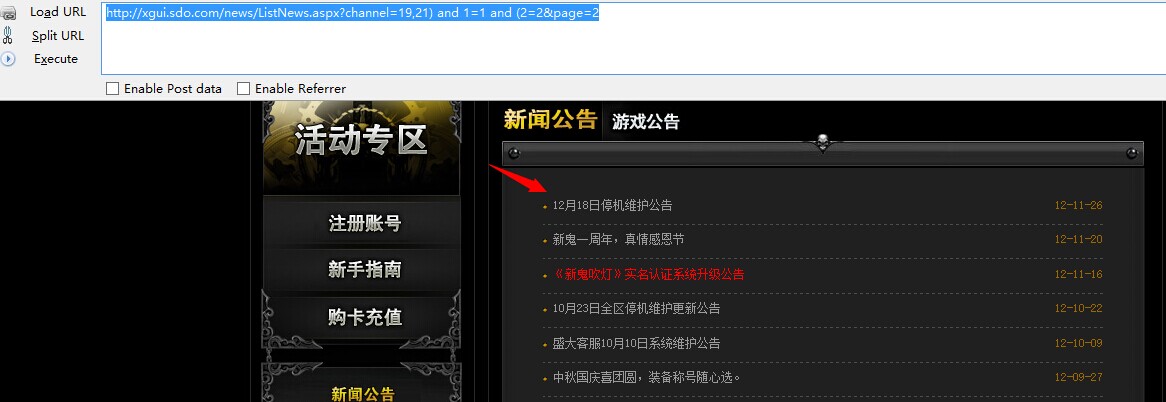 Load URL
http://xgui.sdo.com/news/ListNews.aspx?channel=19,21) and 1=1 and (2=2&page=2
Split URL
Execute
Enable Post data
Enable Referrer
活动专区
注册账号
新手指南
购卡充值
新闻公告
新闻公告 游戏公告
12月18日停机维护公告 12-11-26
新鬼一周年，真情感恩节 12-11-20
《新鬼吹灯》实名认证系统升级公告 12-11-16
10月23日全区停机维护更新公告 12-10-22
盛大客服10月10日系统维护公告 12-10-09
中秋国庆喜团圆，装备称号随心选。 12-09-27